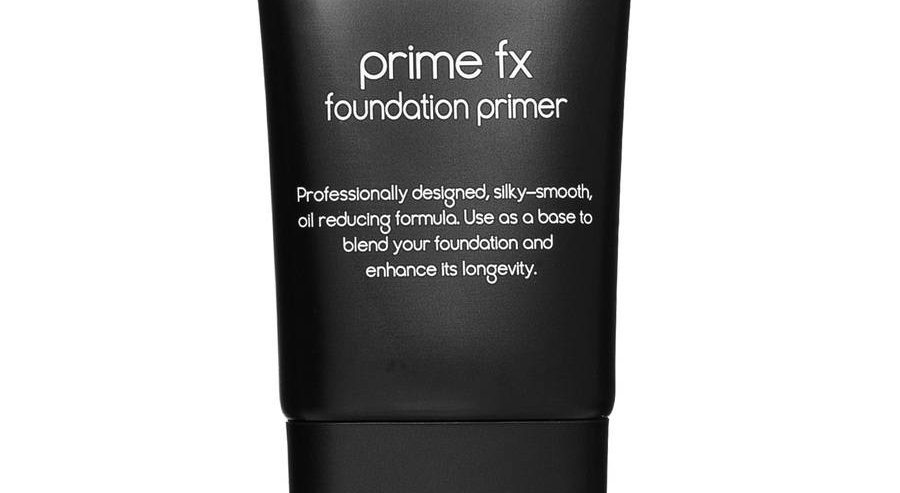 prime fx
foundation primer
Professionally designed, silky-smooth,
oil reducing formula. Use as a base to
blend your foundation and
enhance its longevity.